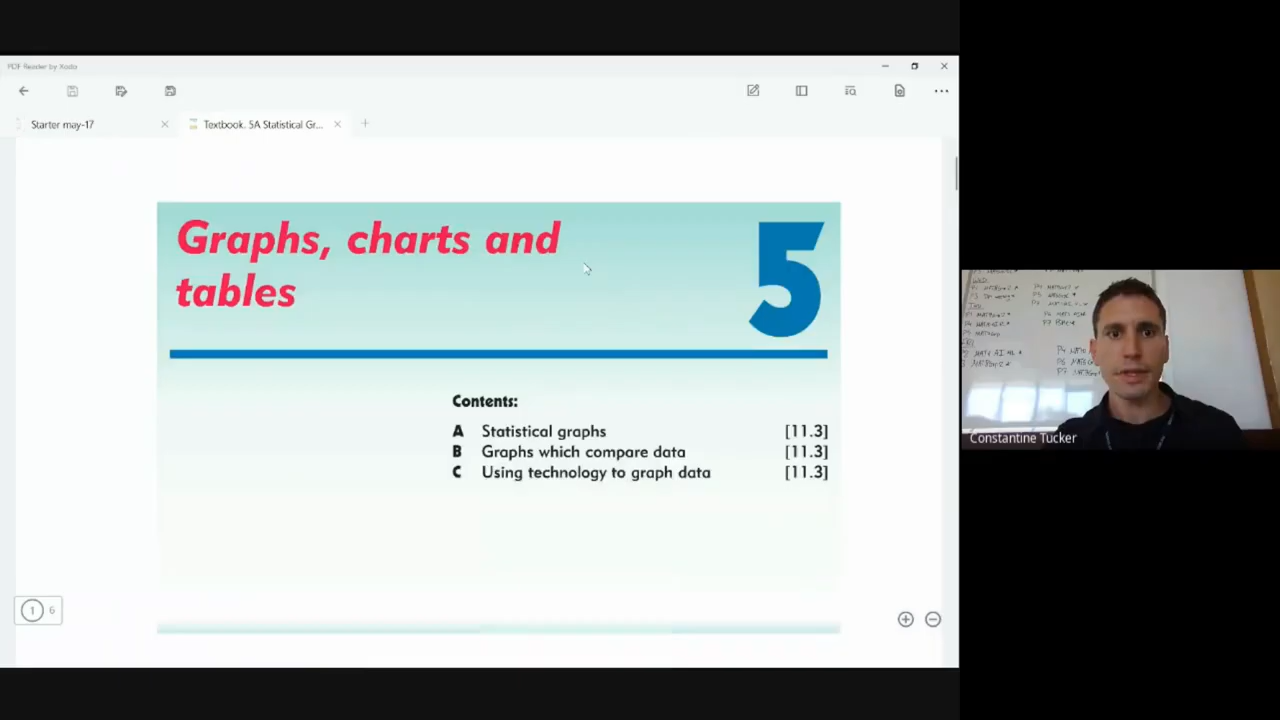 PDF Reader by Xodo
Starter may-17
Textbook. 5A Statistical Gr...
Graphs, charts and
tables
5
Contents:
A Statistical graphs [11.3]
B Graphs which compare data [11.3]
C Using technology to graph data [11.3]
1 6
Constantine Tucker